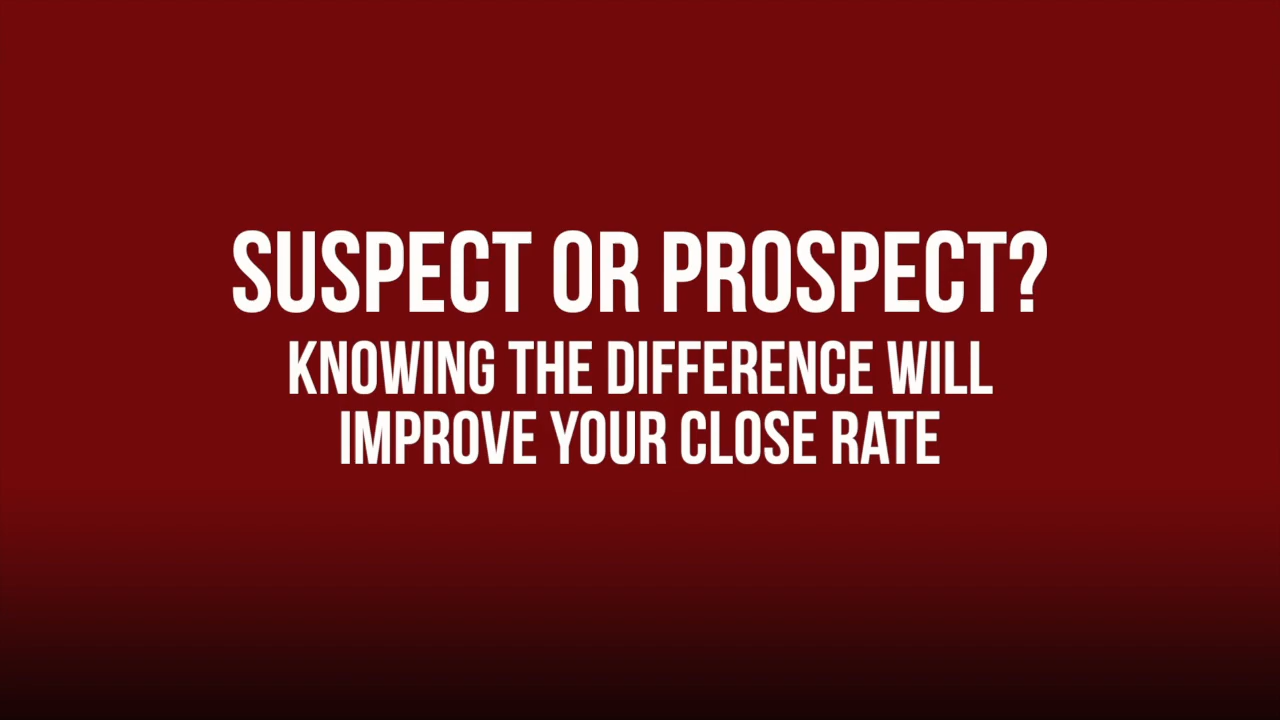 SUSPECT OR PROSPECT?
KNOWING THE DIFFERENCE WILL
IMPROVE YOUR CLOSE RATE